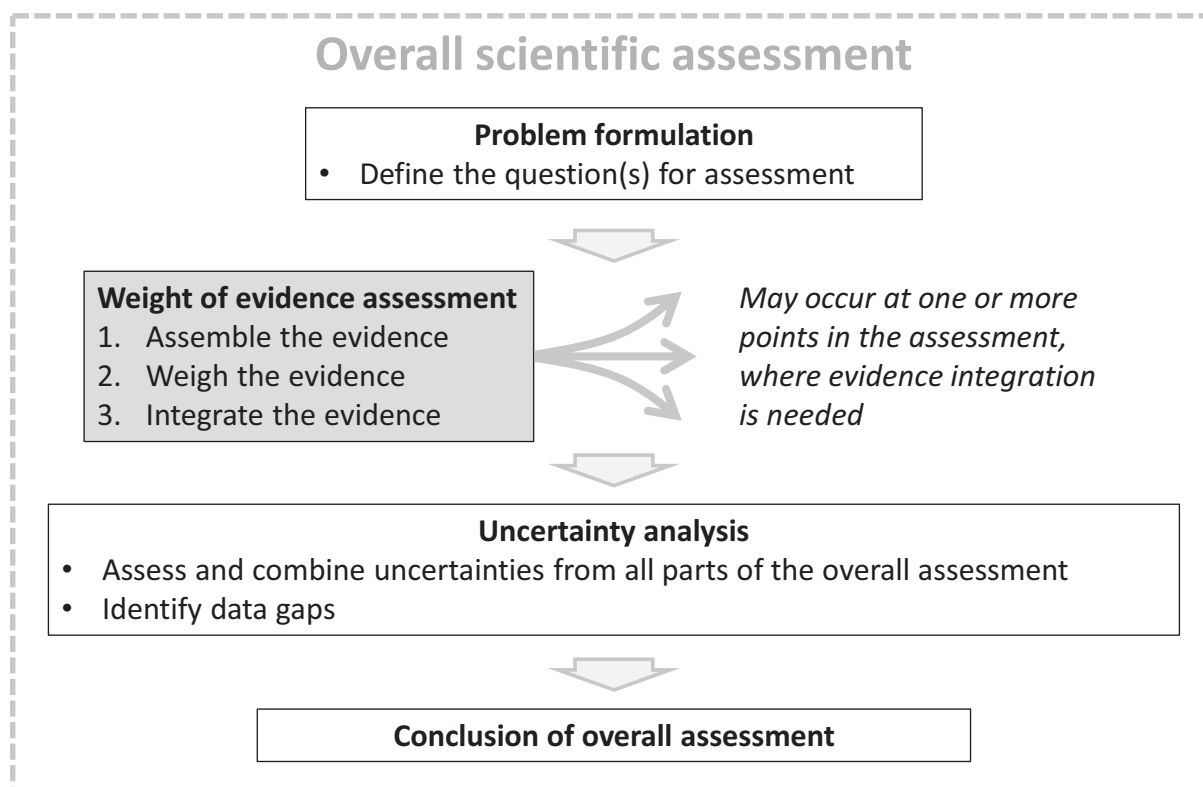 Overall scientific assessment
Problem formulation
• Define the question(s) for assessment
Weight of evidence assessment
1. Assemble the evidence
2. Weigh the evidence
3. Integrate the evidence
May occur at one or more
points in the assessment,
where evidence integration
is needed
Uncertainty analysis
• Assess and combine uncertainties from all parts of the overall assessment
• Identify data gaps
Conclusion of overall assessment